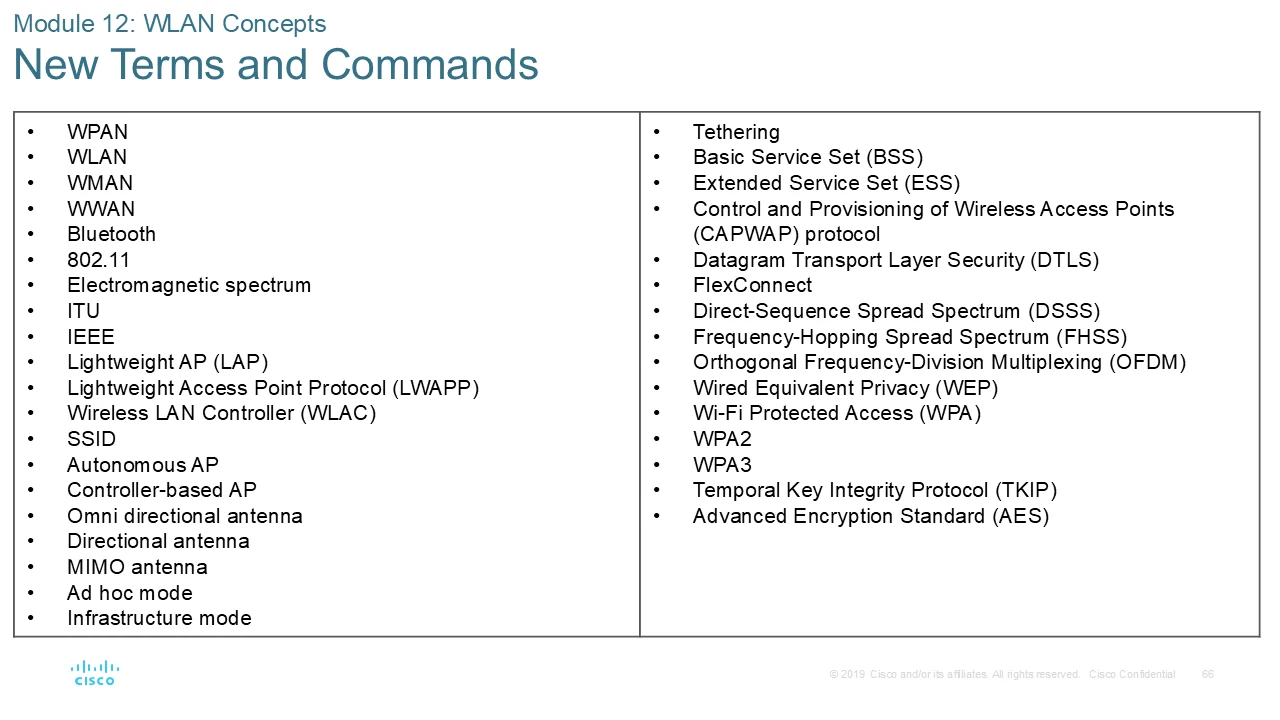 Module 12: WLAN Concepts
New Terms and Commands
• WPAN
• WLAN
• WMAN
• WWAN
• Bluetooth
• 802.11
• Electromagnetic spectrum
• ITU
• IEEE
• Lightweight AP (LAP)
• Lightweight Access Point Protocol (LWAPP)
• Wireless LAN Controller (WLAC)
• SSID
• Autonomous AP
• Controller-based AP
• Omni directional antenna
• Directional antenna
• MIMO antenna
• Ad hoc mode
• Infrastructure mode
• Tethering
• Basic Service Set (BSS)
• Extended Service Set (ESS)
• Control and Provisioning of Wireless Access Points
(CAPWAP) protocol
• Datagram Transport Layer Security (DTLS)
• FlexConnect
• Direct-Sequence Spread Spectrum (DSSS)
• Frequency-Hopping Spread Spectrum (FHSS)
• Orthogonal Frequency-Division Multiplexing (OFDM)
• Wired Equivalent Privacy (WEP)
• Wi-Fi Protected Access (WPA)
• WPA2
• WPA3
• Temporal Key Integrity Protocol (TKIP)
• Advanced Encryption Standard (AES)
CISCO
© 2019 Cisco and/or its affiliates. All rights reserved. Cisco Confidential 66